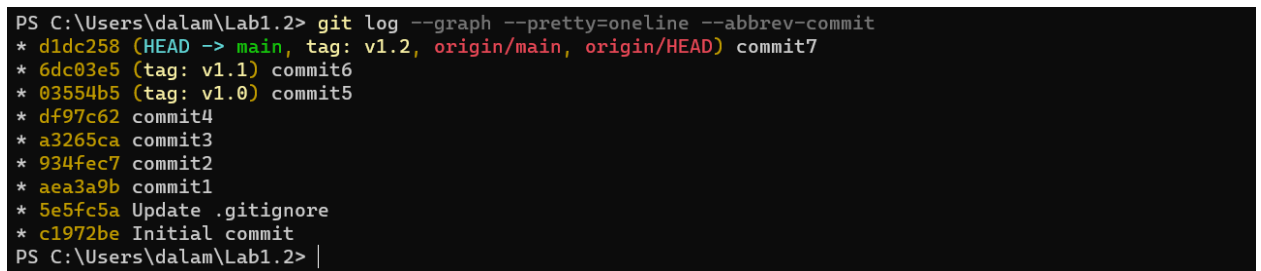 PS C:\Users\dalam\Lab1.2> git log --graph --pretty=oneline --abbrev-commit
* d1dc258 (HEAD -> main, tag: v1.2, origin/main, origin/HEAD) commit7
* 6dc03e5 (tag: v1.1) commit6
* 03554b5 (tag: v1.0) commit5
* df97c62 commit4
* a3265ca commit3
* 934fec7 commit2
* aea3a9b commit1
* 5e5fc5a Update .gitignore
* c1972be Initial commit
PS C:\Users\dalam\Lab1.2>